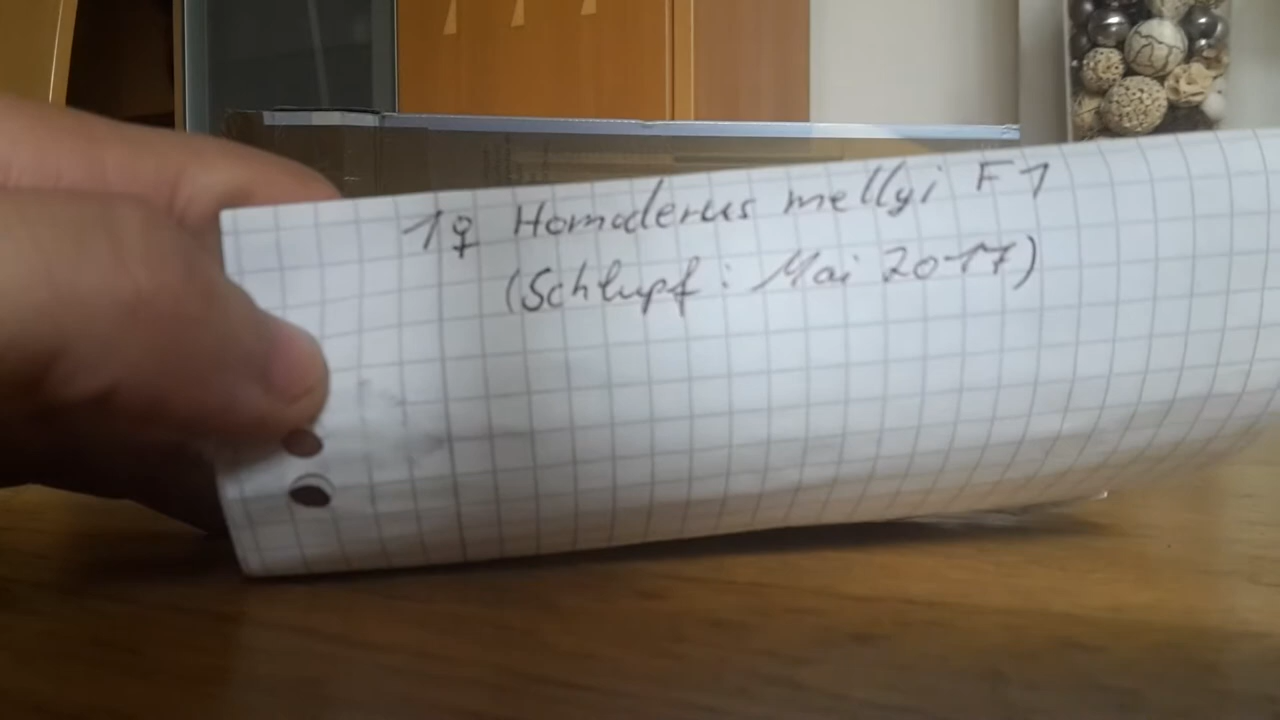 1♀ Homoderus mellyi F1
(Schlupf: Mai 2017)